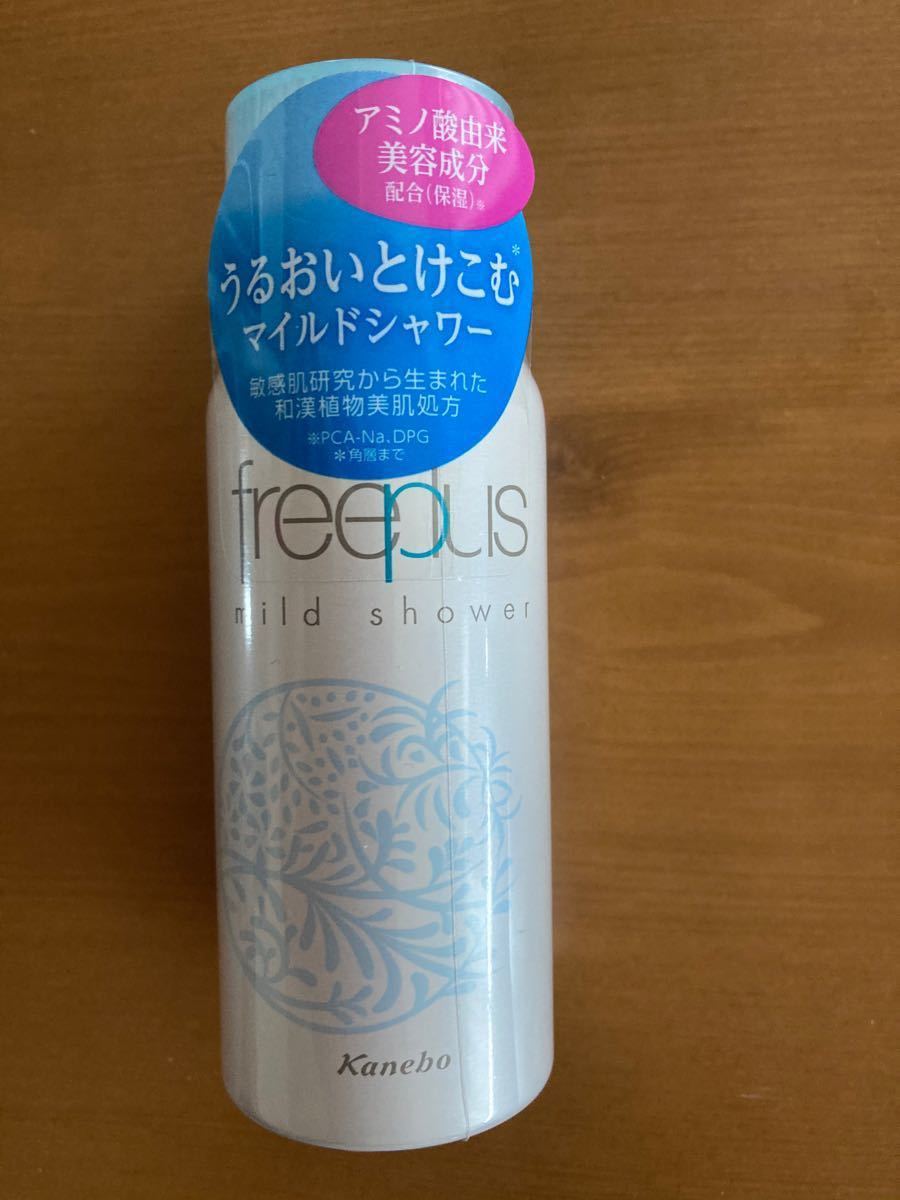 アミノ酸由来
美容成分
配合(保湿)※
うるおいとけこむ*
マイルドシャワー
敏感肌研究から生まれた
和漢植物美肌処方
※PCA-Na、DPG
*角層まで
freeplus
mild shower
Kanebo